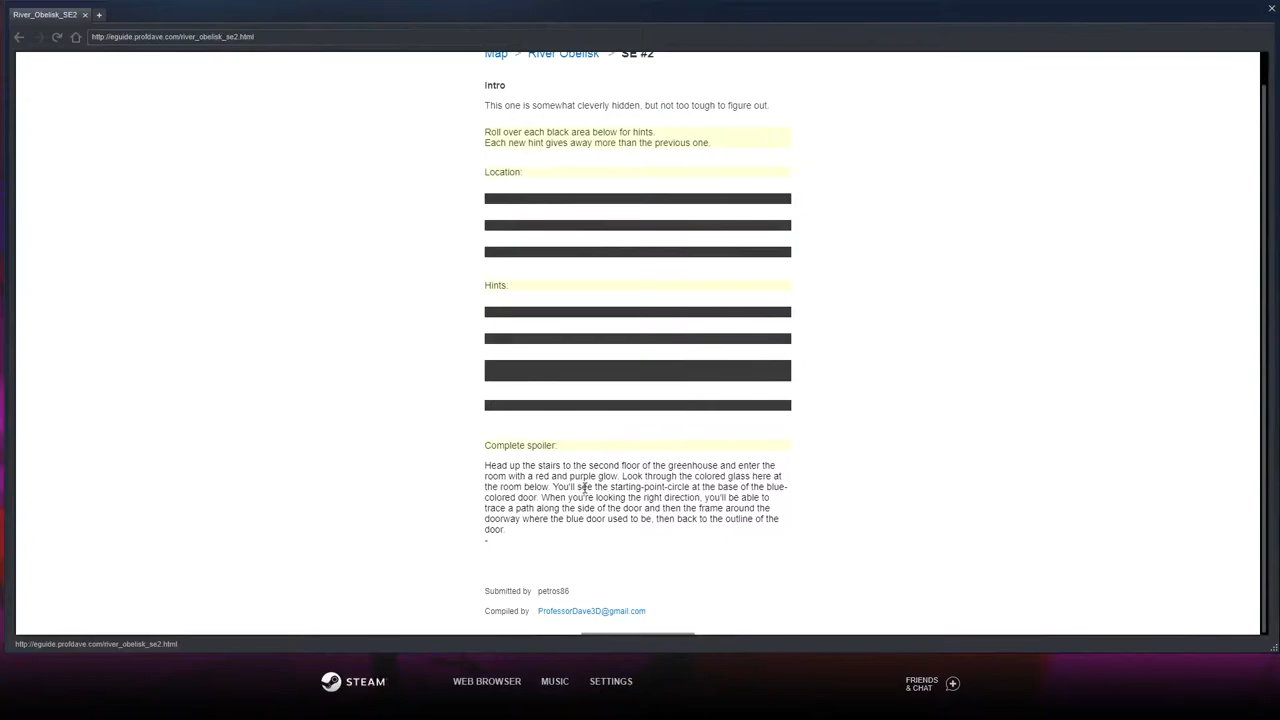 River_Obelisk_SE2
http://eguide.profdave.com/river_obelisk_se2.html
Map > River Obelisk > SE #2
Intro
This one is somewhat cleverly hidden, but not too tough to figure out.
Roll over each black area below for hints.
Each new hint gives away more than the previous one.
Location:
Hints:
Complete spoiler:
Head up the stairs to the second floor of the greenhouse and enter the
room with a red and purple glow. Look through the colored glass here at
the room below. You'll see the starting-point-circle at the base of the blue-
colored door. When you're looking the right direction, you'll be able to
trace a path along the side of the door and then the frame around the
doorway where the blue door used to be, then back to the outline of the
door.
-
Submitted by petros86
Compiled by ProfessorDave3D@gmail.com
http://eguide.profdave.com/river_obelisk_se2.html
STEAM WEB BROWSER MUSIC SETTINGS FRIENDS
& CHAT